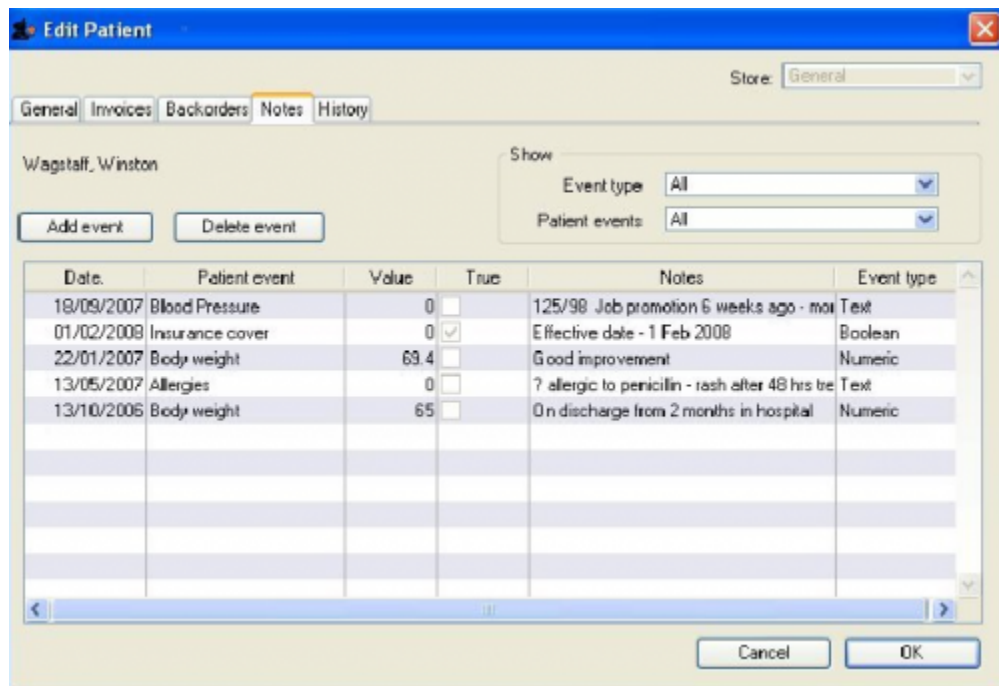 Edit Patient
Store: General
General Invoices Backorders Notes History
Wagstaff, Winston
Show
Event type All
Patient events All
Add event Delete event
Date. Patient event Value True Notes Event type
18/09/2007 Blood Pressure 0 125/98 Job promotion 6 weeks ago - Text
01/02/2008 Insurance cover 0 Effective date - 1 Feb 2008 Boolean
22/01/2007 Body weight 69.4 Good improvement Numeric
13/05/2007 Allergies 0 ? allergic to penicillin - rash after 48 hrs tre Text
13/10/2006 Body weight 65 On discharge from 2 months in hospital Numeric
Cancel OK